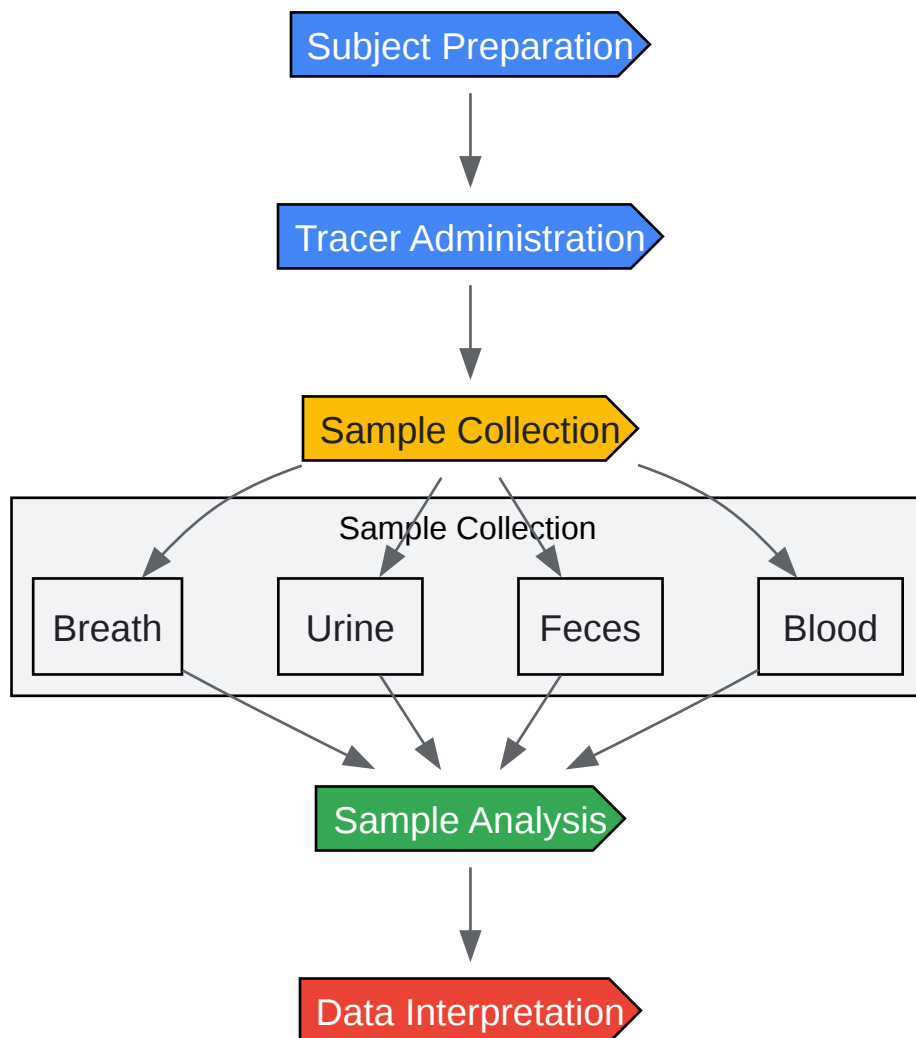 Subject Preparation
Tracer Administration
Sample Collection
Sample Collection
Breath
Urine
Feces
Blood
Sample Analysis
Data Interpretation